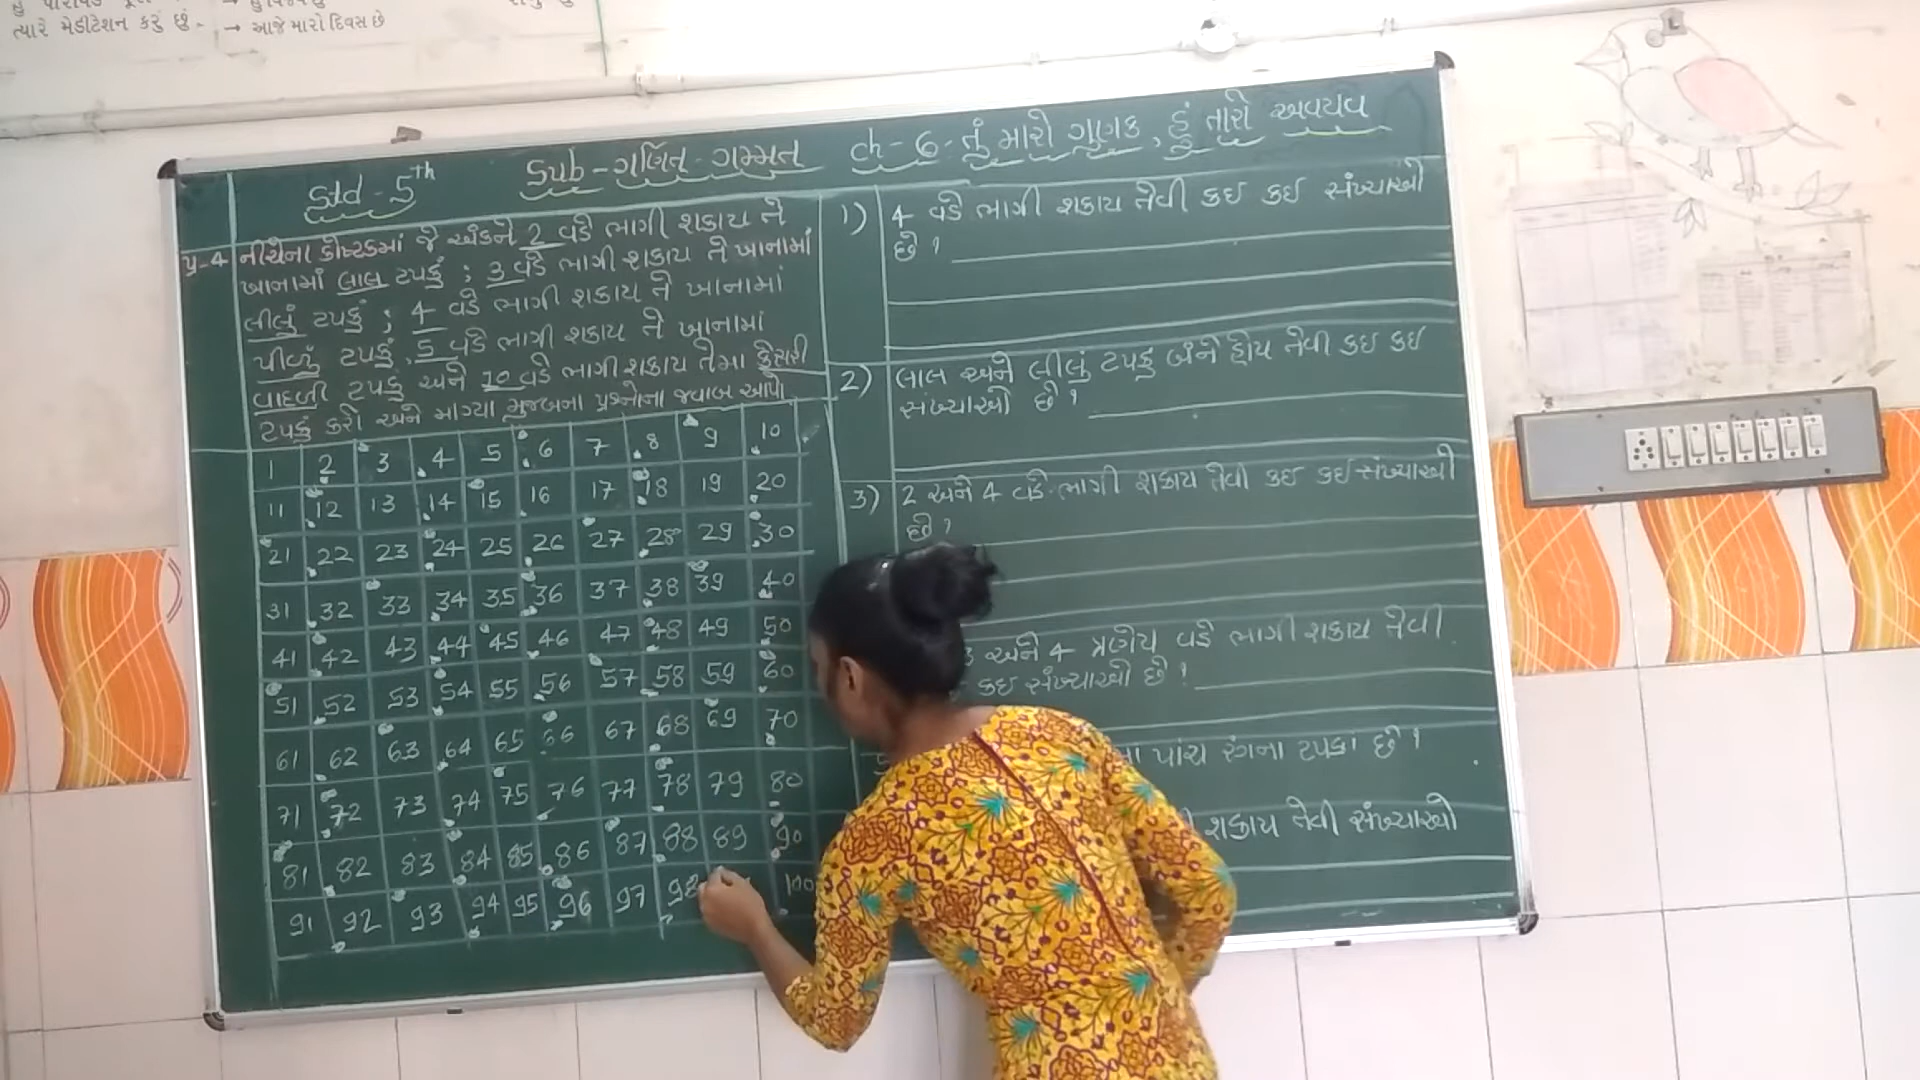 ત્યારે મેડીટેશન કરું છું.
→ આજે મારો દિવસ છે
Std - 5th Sub - ગણિત-ગમ્મત ch - 6 - તું મારો ગુણક, હું તારો અવયવ
પ્ર-4 નીચેના કોષ્ટકમાં જે અંકને 2 વડે ભાગી શકાય તે
ખાનામાં લાલ ટપકું ; 3 વડે ભાગી શકાય તે ખાનામાં
લીલું ટપકું ; 4 વડે ભાગી શકાય તે ખાનામાં
પીળું ટપકું, 5 વડે ભાગી શકાય તે ખાનામાં
વાદળી ટપકું અને 10 વડે ભાગી શકાય તેમા કેસરી
ટપકું કરો અને માગ્યા મુજબના પ્રશ્નોના જવાબ આપો
1 2 3 4 5 6 7 8 9 10
11 12 13 14 15 16 17 18 19 20
21 22 23 24 25 26 27 28 29 30
31 32 33 34 35 36 37 38 39 40
41 42 43 44 45 46 47 48 49 50
51 52 53 54 55 56 57 58 59 60
61 62 63 64 65 66 67 68 69 70
71 72 73 74 75 76 77 78 79 80
81 82 83 84 85 86 87 88 89 90
91 92 93 94 95 96 97 98 100
1) 4 વડે ભાગી શકાય તેવી કઇ કઇ સંખ્યાઓ
છે ?
2) લાલ અને લીલું ટપકુ બંને હોય તેવી કઇ કઇ
સંખ્યાઓ છે ?
3) 2 અને 4 વડે ભાગી શકાય તેવી કઇ કઇ સંખ્યાઓ
છે ?
3 અને 4 ત્રણેય વડે ભાગી શકાય તેવી
કઇ સંખ્યાઓ છે ?
પાંચ રંગના ટપકાં છે ?
શકાય તેવી સંખ્યાઓ